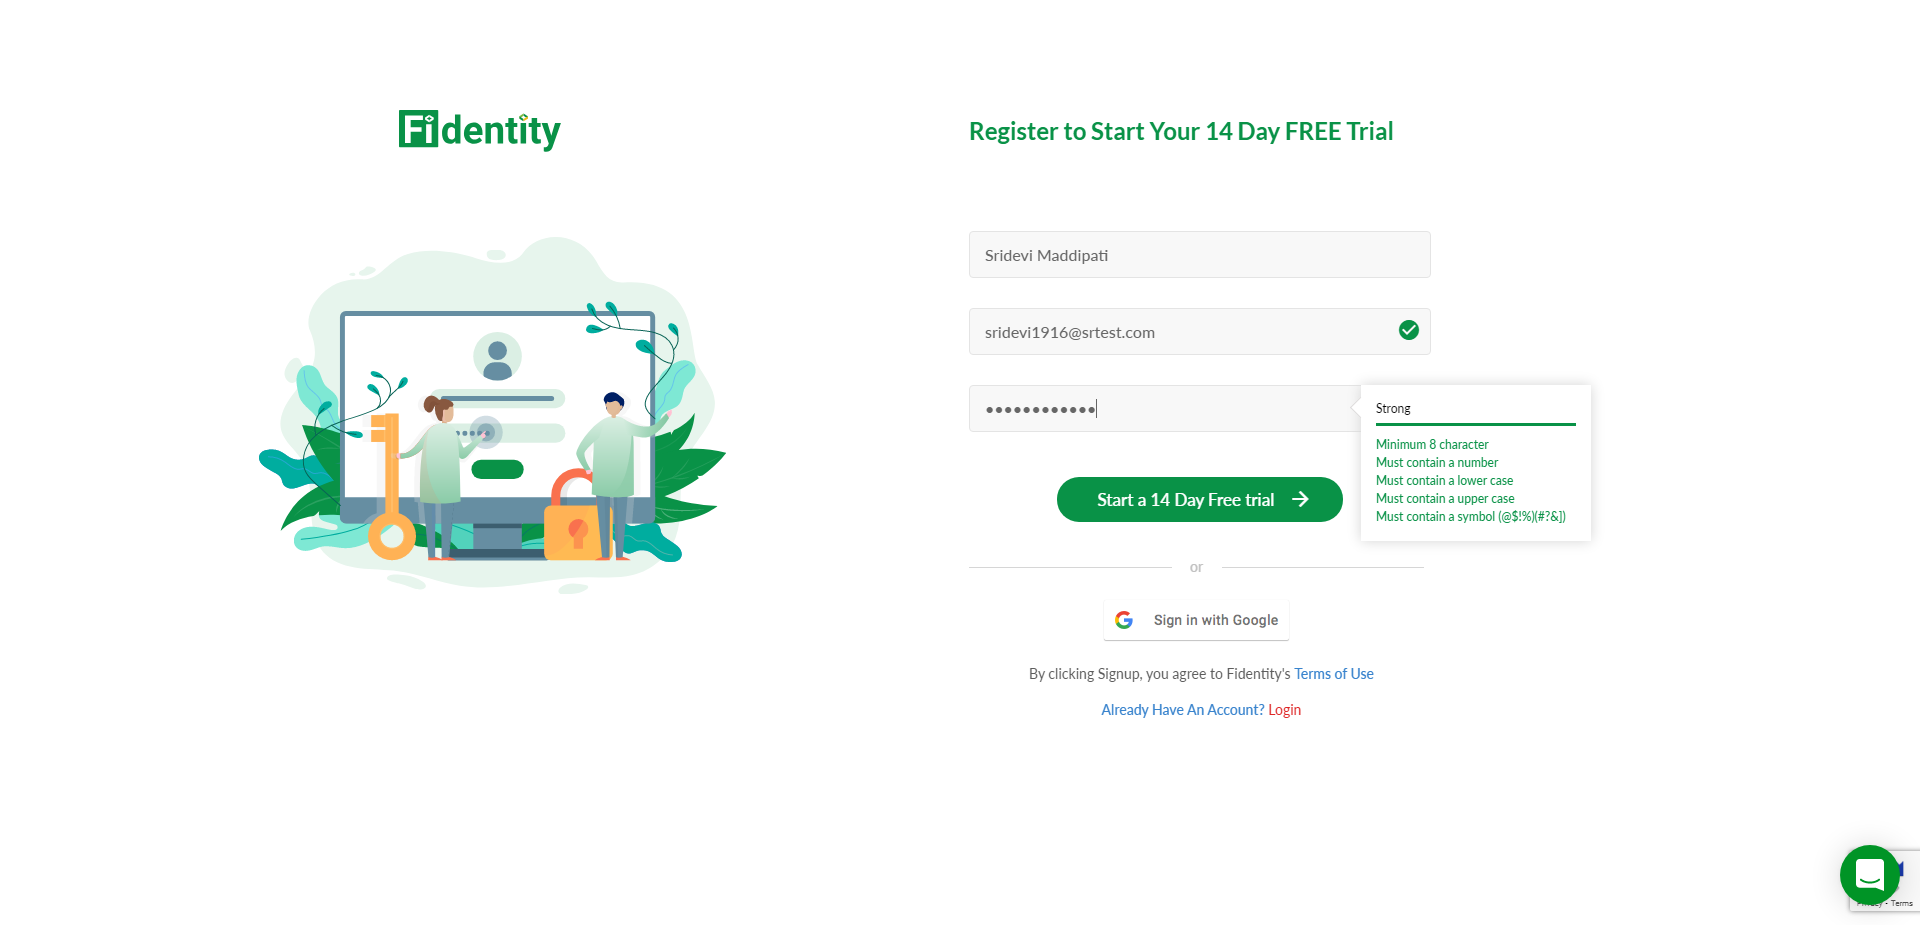 Fidentity
Register to Start Your 14 Day FREE Trial
Sridevi Maddipati
sridevi1916@srtest.com
Strong
Minimum 8 character
Must contain a number
Must contain a lower case
Must contain a upper case
Must contain a symbol (@$!%)(#?&])
Start a 14 Day Free trial
or
Sign in with Google
By clicking Signup, you agree to Fidentity's Terms of Use
Already Have An Account? Login
- Terms